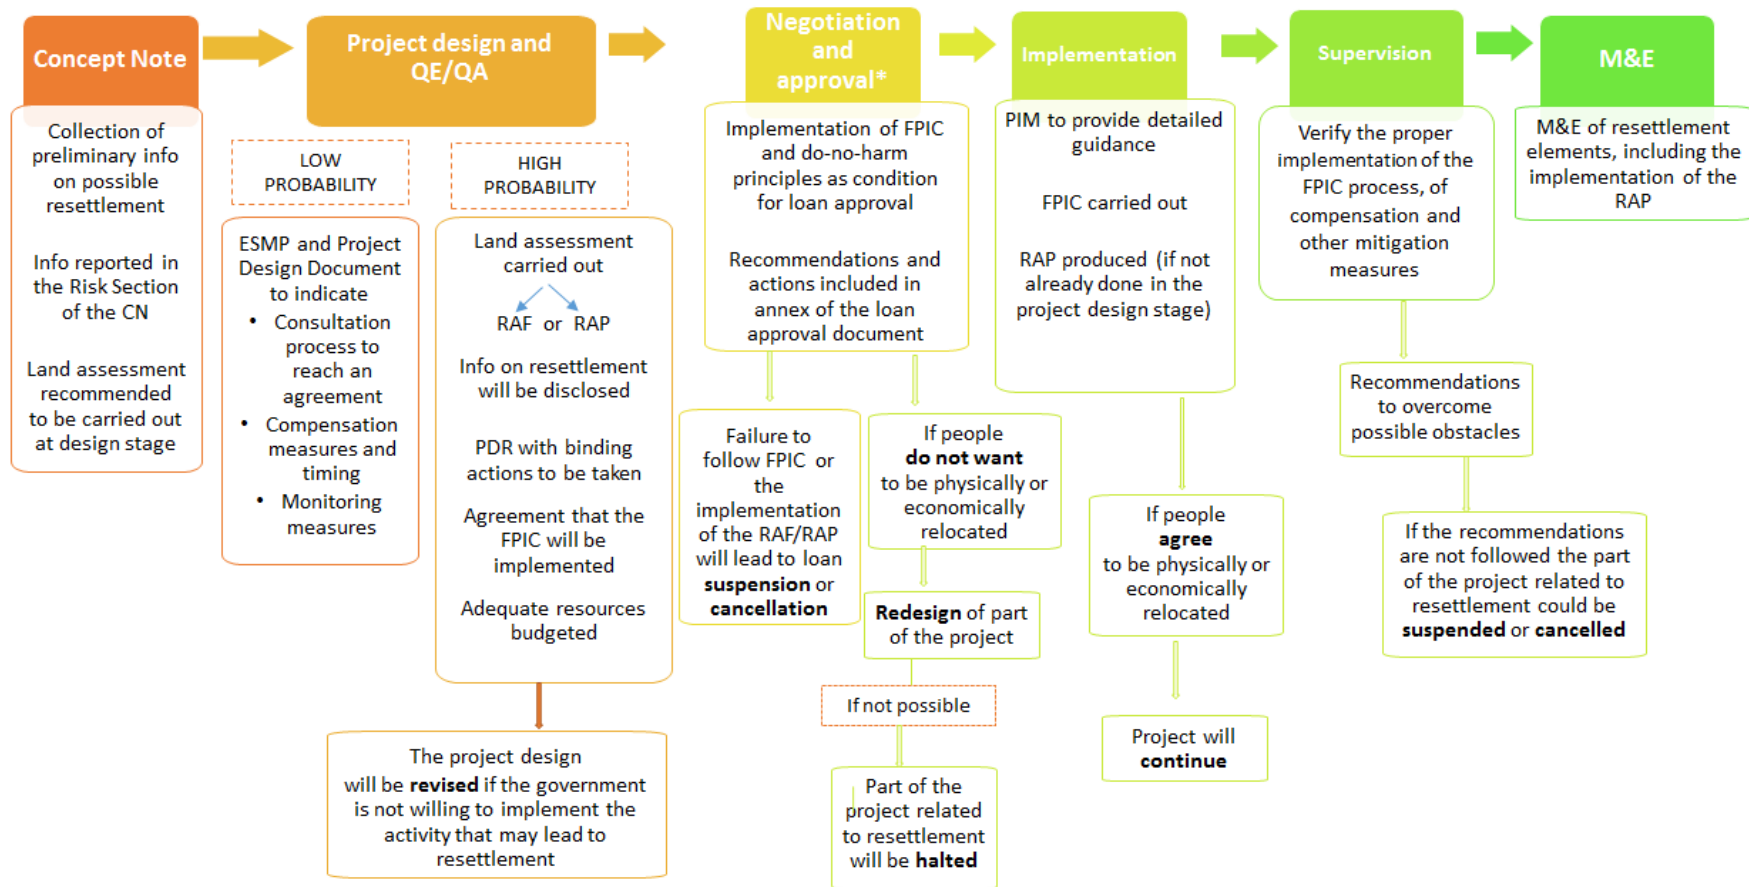 Concept Note
Project design and
QE/QA
Negotiation
and
approval*
Implementation
Supervision
M&E
Collection of
preliminary info
on possible
resettlement
Info reported in
the Risk Section
of the CN
Land assessment
recommended
to be carried out
at design stage
LOW
PROBABILITY
ESMP and Project
Design Document
to indicate
• Consultation
process to
reach an
agreement
• Compensation
measures and
timing
• Monitoring
measures
HIGH
PROBABILITY
Land assessment
carried out
RAF or RAP
Info on resettlement
will be disclosed
PDR with binding
actions to be taken
Agreement that the
FPIC will be
implemented
Adequate resources
budgeted
The project design
will be revised if the government
is not willing to implement the
activity that may lead to
resettlement
Implementation of FPIC
and do-no-harm
principles as condition
for loan approval
Recommendations and
actions included in
annex of the loan
approval document
Failure to
follow FPIC or
the
implementation
of the RAF/RAP
will lead to loan
suspension or
cancellation
If people
do not want
to be physically or
economically
relocated
Redesign of part
of the project
If not possible
Part of the
project related
to resettlement
will be halted
PIM to provide detailed
guidance
FPIC carried out
RAP produced (if not
already done in the
project design stage)
If people
agree
to be physically or
economically
relocated
Project will
continue
Verify the proper
implementation of the
FPIC process, of
compensation and
other mitigation
measures
Recommendations
to overcome
possible obstacles
If the recommendations
are not followed the part
of the project related to
resettlement could be
suspended or cancelled
M&E of resettlement
elements, including the
implementation of the
RAP